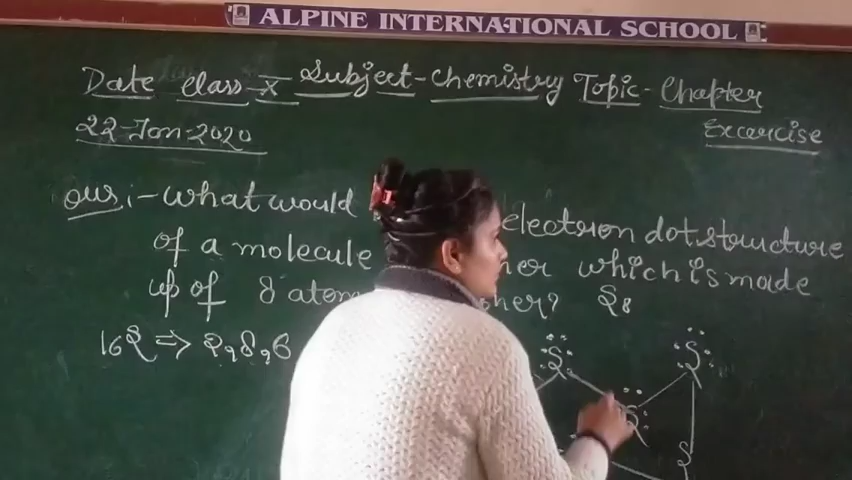 ALPINE INTERNATIONAL SCHOOL
Date Class-X Subject-Chemistry Topic-Chapter
22-Jan-2020 Excercise
Ous:- What would electron dot structure
of a molecule which is made
up of 8 atom S8
16S ⇒ 2,8,6
S S
S
S